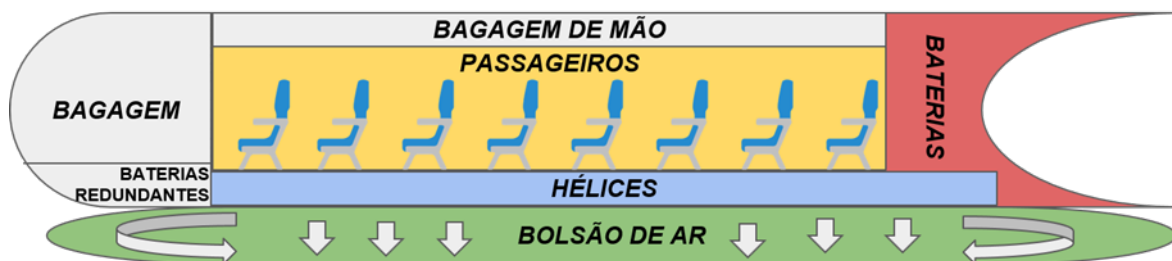 BAGAGEM DE MÃO
PASSAGEIROS
BAGAGEM
BATERIAS
BATERIAS
REDUNDANTES
HÉLICES
BOLSÃO DE AR